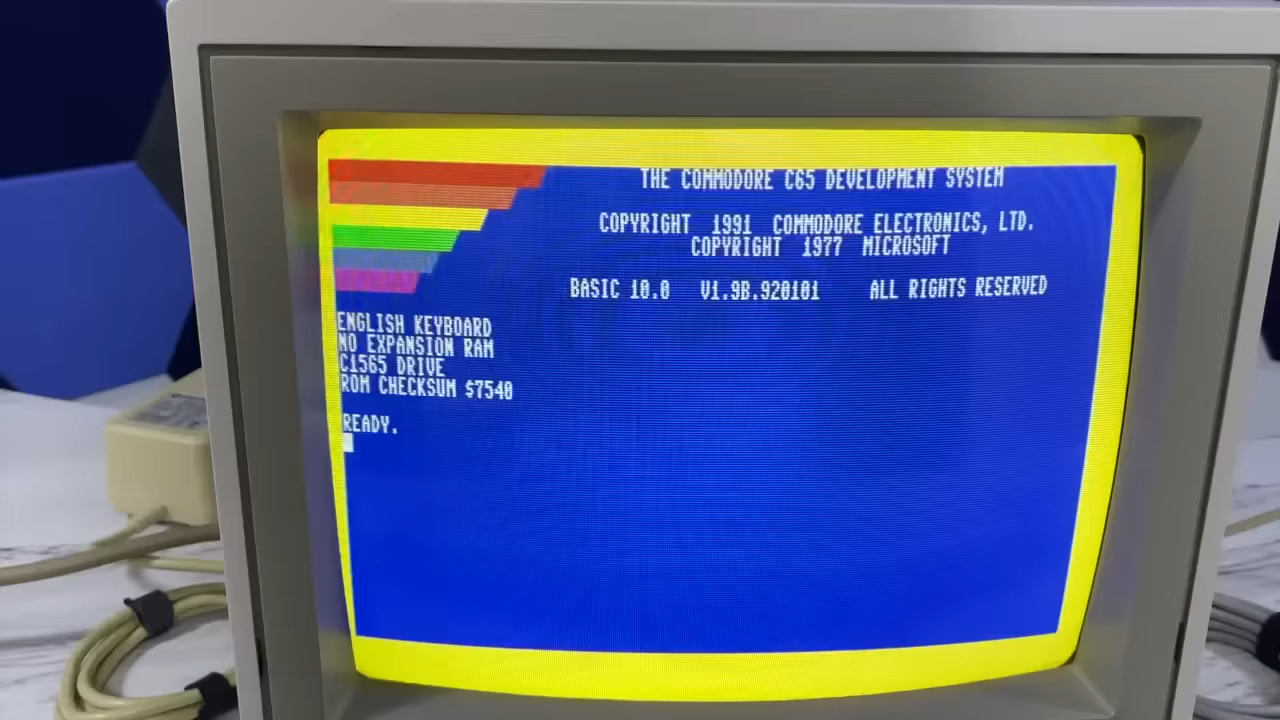 THE COMMODORE C65 DEVELOPMENT SYSTEM
COPYRIGHT 1991 COMMODORE ELECTRONICS, LTD.
COPYRIGHT 1977 MICROSOFT
BASIC 10.0 V1.9B.920101 ALL RIGHTS RESERVED
ENGLISH KEYBOARD
NO EXPANSION RAM
C1565 DRIVE
ROM CHECKSUM $7540
READY.